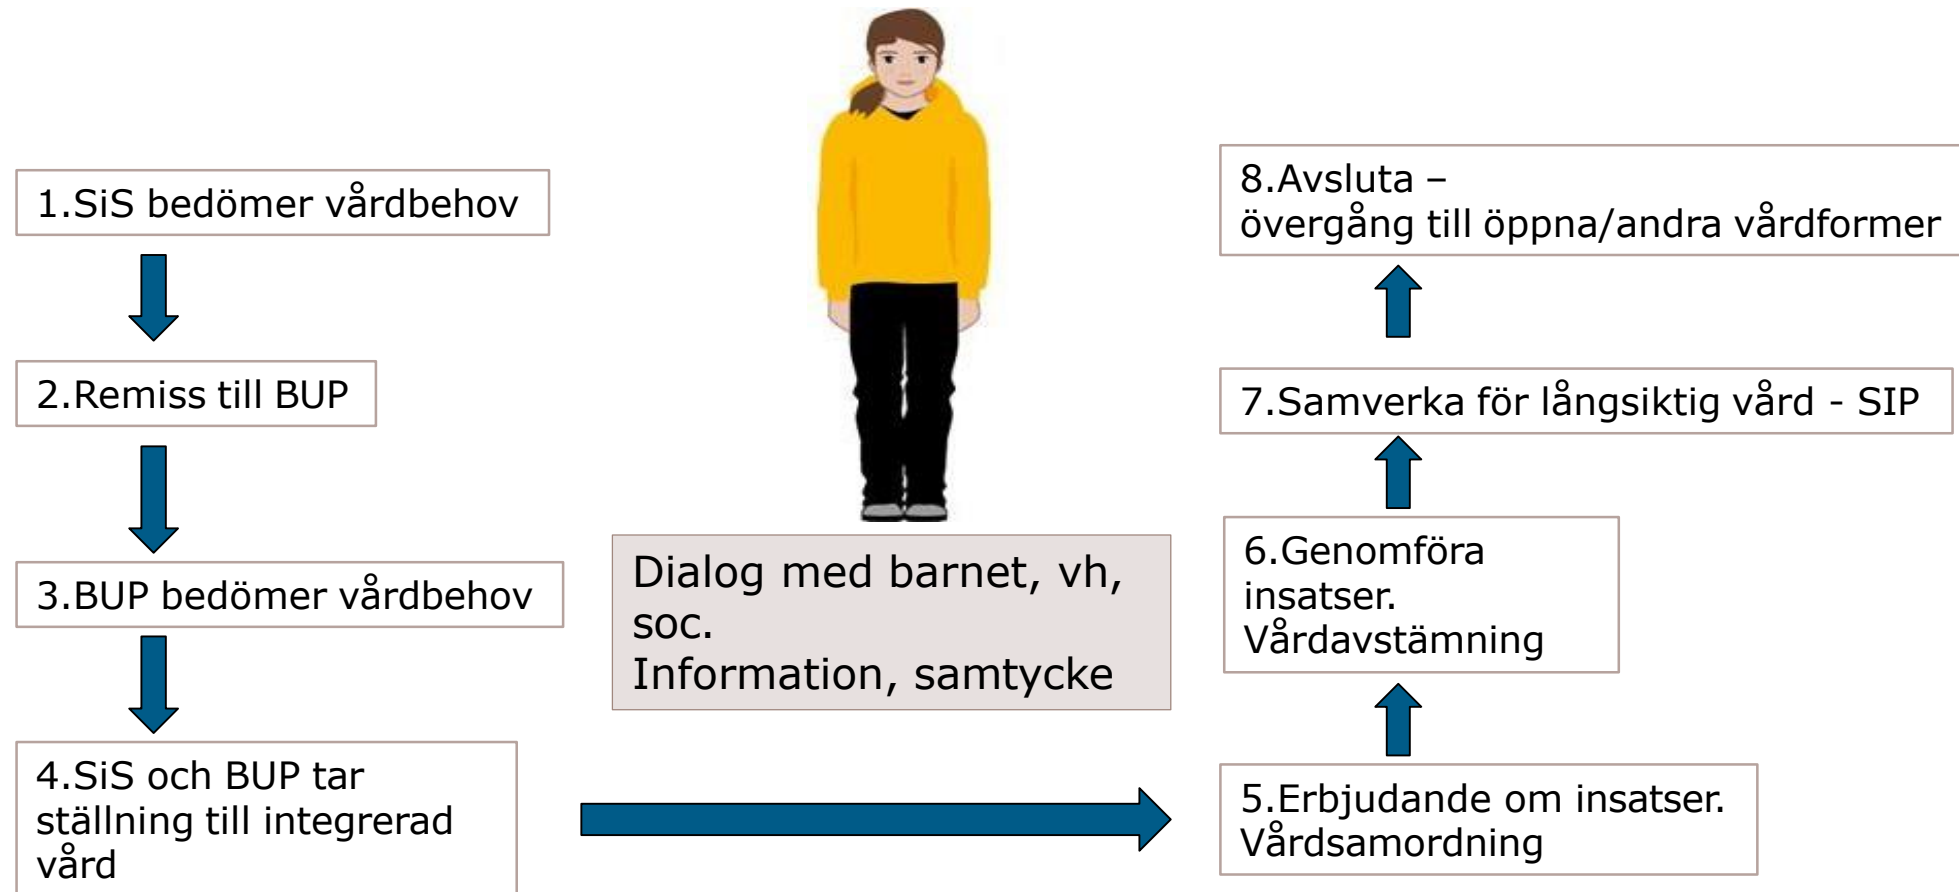 1.SiS bedömer vårdbehov
2.Remiss till BUP
3.BUP bedömer vårdbehov
4.SiS och BUP tar
ställning till integrerad
vård
Dialog med barnet, vh,
soc.
Information, samtycke
5.Erbjudande om insatser.
Vårdsamordning
6.Genomföra
insatser.
Vårdavstämning
7.Samverka för långsiktig vård - SIP
8.Avsluta –
övergång till öppna/andra vårdformer